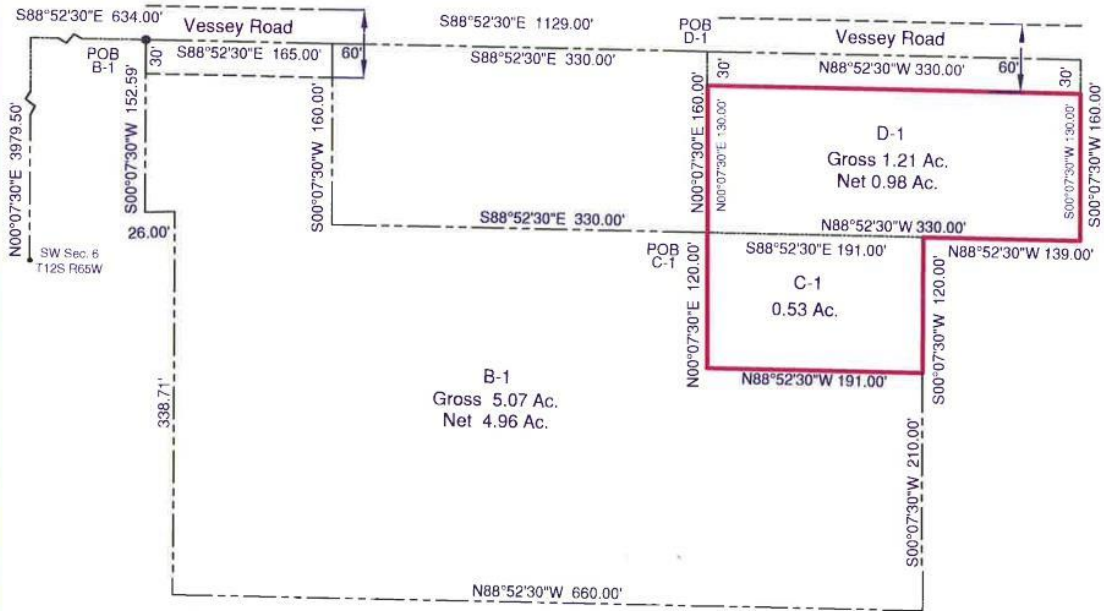 S88°52'30"E 634.00'
Vessey Road
S88°52'30"E 1129.00'
POB
D-1
Vessey Road
POB
B-1
30'
S88°52'30"E 165.00'
60'
S88°52'30"E 330.00'
30'
N88°52'30"W 330.00'
60'
30'
N00°07'30"E 3979.50'
SW Sec. 6
T12S R65W
S00°07'30"W 152.59'
26.00'
S00°07'30"W 160.00'
N00°07'30"E 160.00'
N00°07'30"E 130.00'
D-1
Gross 1.21 Ac.
Net 0.98 Ac.
S00°07'30"W 130.00'
S00°07'30"W 160.00'
S88°52'30"E 330.00'
N88°52'30"W 330.00'
POB
C-1
S88°52'30"E 191.00'
N88°52'30"W 139.00'
N00°07'30"E 120.00'
C-1
0.53 Ac.
S00°07'30"W 120.00'
N88°52'30"W 191.00'
338.71'
B-1
Gross 5.07 Ac.
Net 4.96 Ac.
S00°07'30"W 210.00'
N88°52'30"W 660.00'